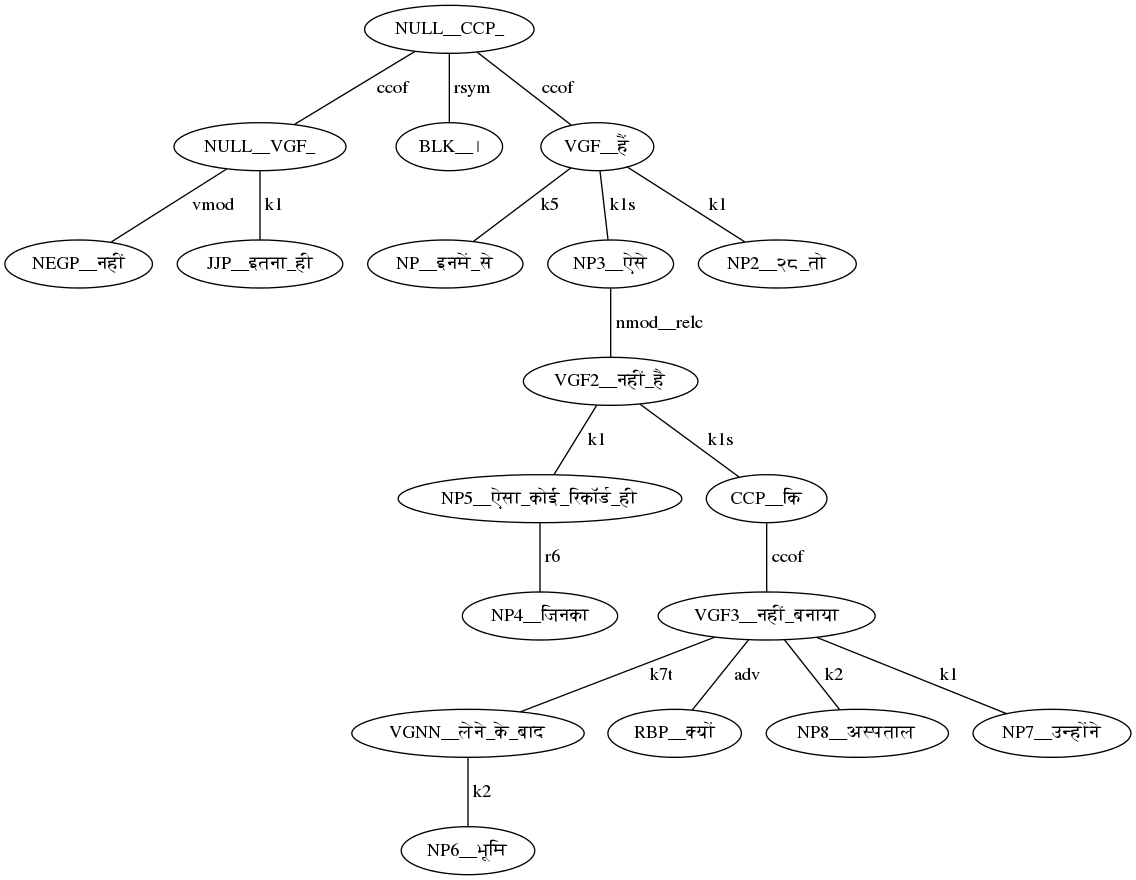 NULL__CCP_
ccof rsym ccof
NULL__VGF_ BLK__। VGF__हैं
vmod k1 k5 k1s k1
NEGP__नहीं JJP__इतना_ही NP__इनमें_से NP3__ऐसे NP2__२८_तो
nmod__relc
VGF2__नहीं_है
k1 k1s
NP5__ऐसा_कोई_रिकॉर्ड_ही CCP__कि
r6 ccof
NP4__जिनका VGF3__नहीं_बनाया
k7t adv k2 k1
VGNN__लेने_के_बाद RBP__क्यों NP8__अस्पताल NP7__उन्होंने
k2
NP6__भूमि